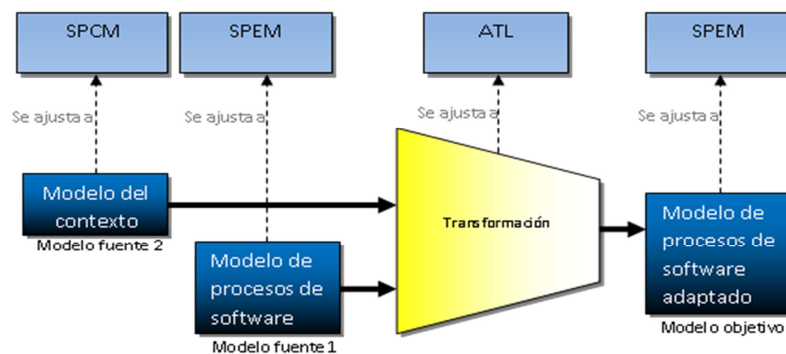 SPCM
SPEM
ATL
SPEM
Se ajusta a
Se ajusta a
Se ajusta a
Se ajusta a
Modelo del
contexto
Modelo fuente 2
Modelo de
procesos de
software
Modelo fuente 1
Transformación
Modelo de
procesos de
software
adaptado
Modelo objetivo